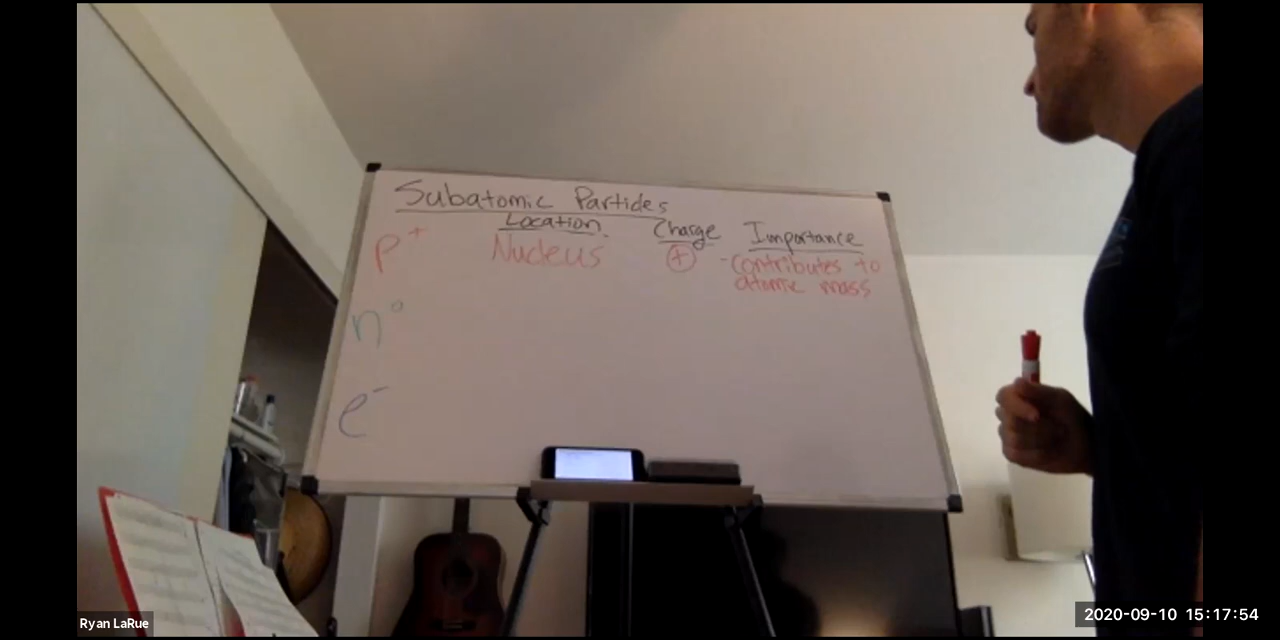 Subatomic Particles
Location Charge Importance
p+ Nucleus + -contributes to
atomic mass
n°
e-
Ryan LaRue
2020-09-10 15:17:54